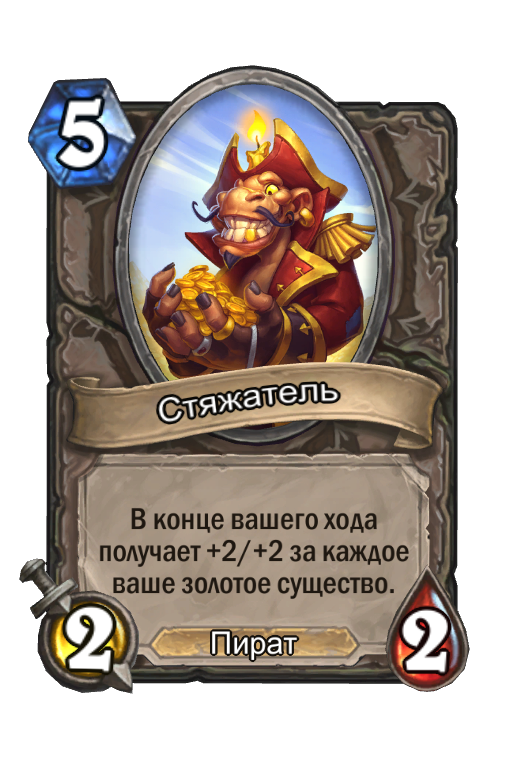 5
Стяжатель
В конце вашего хода
получает +2/+2 за каждое
ваше золотое существо.
2
Пират
2